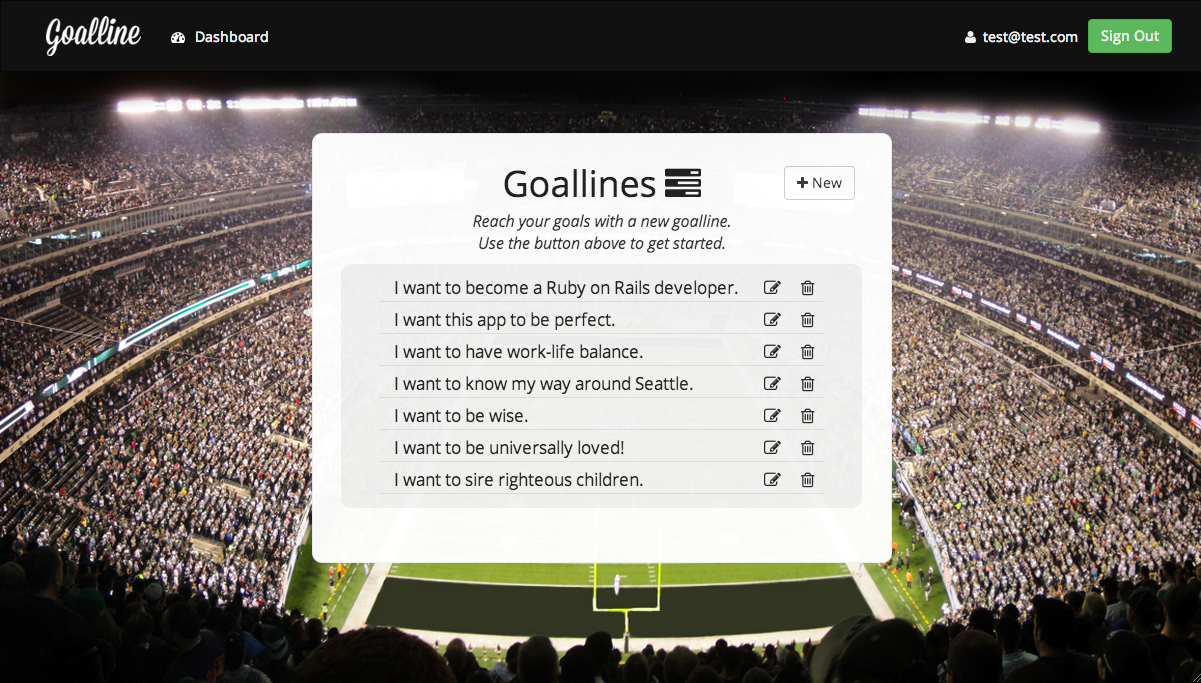 Goalline
Dashboard
test@test.com
Sign Out
Goallines
New
Reach your goals with a new goalline.
Use the button above to get started.
I want to become a Ruby on Rails developer.
I want this app to be perfect.
I want to have work-life balance.
I want to know my way around Seattle.
I want to be wise.
I want to be universally loved!
I want to sire righteous children.